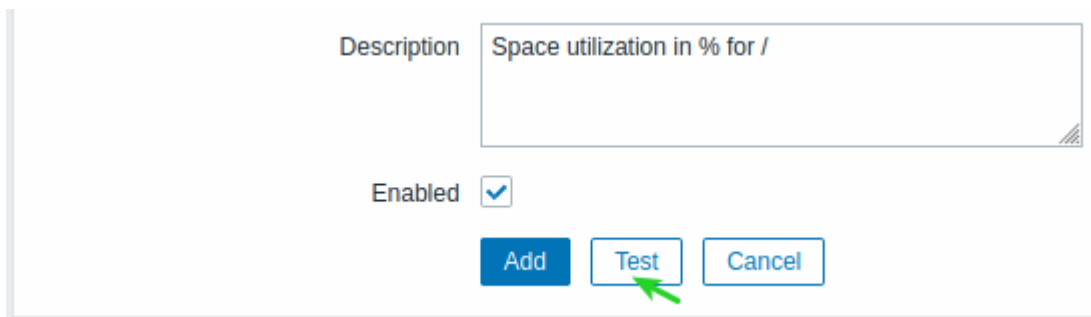 Description Space utilization in % for /
Enabled
Add Test Cancel